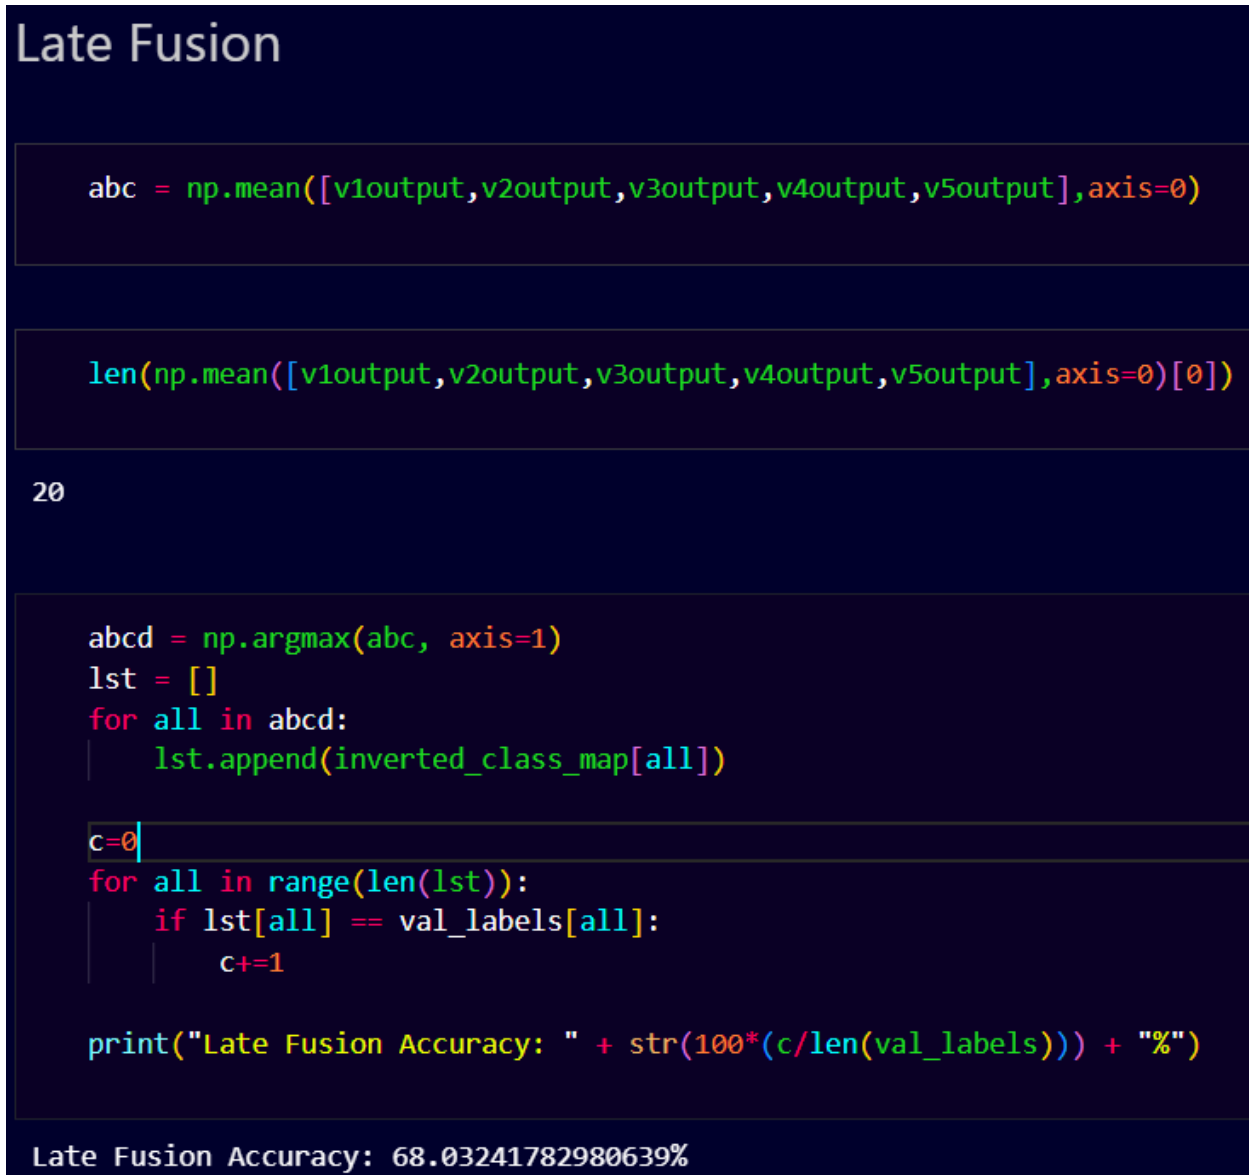 Late Fusion
abc = np.mean([v1output,v2output,v3output,v4output,v5output],axis=0)
len(np.mean([v1output,v2output,v3output,v4output,v5output],axis=0)[0])
20
abcd = np.argmax(abc, axis=1)
lst = []
for all in abcd:
    lst.append(inverted_class_map[all])
c=0
for all in range(len(lst)):
    if lst[all] == val_labels[all]:
        c+=1
print("Late Fusion Accuracy: " + str(100*(c/len(val_labels))) + "%")
Late Fusion Accuracy: 68.03241782980639%